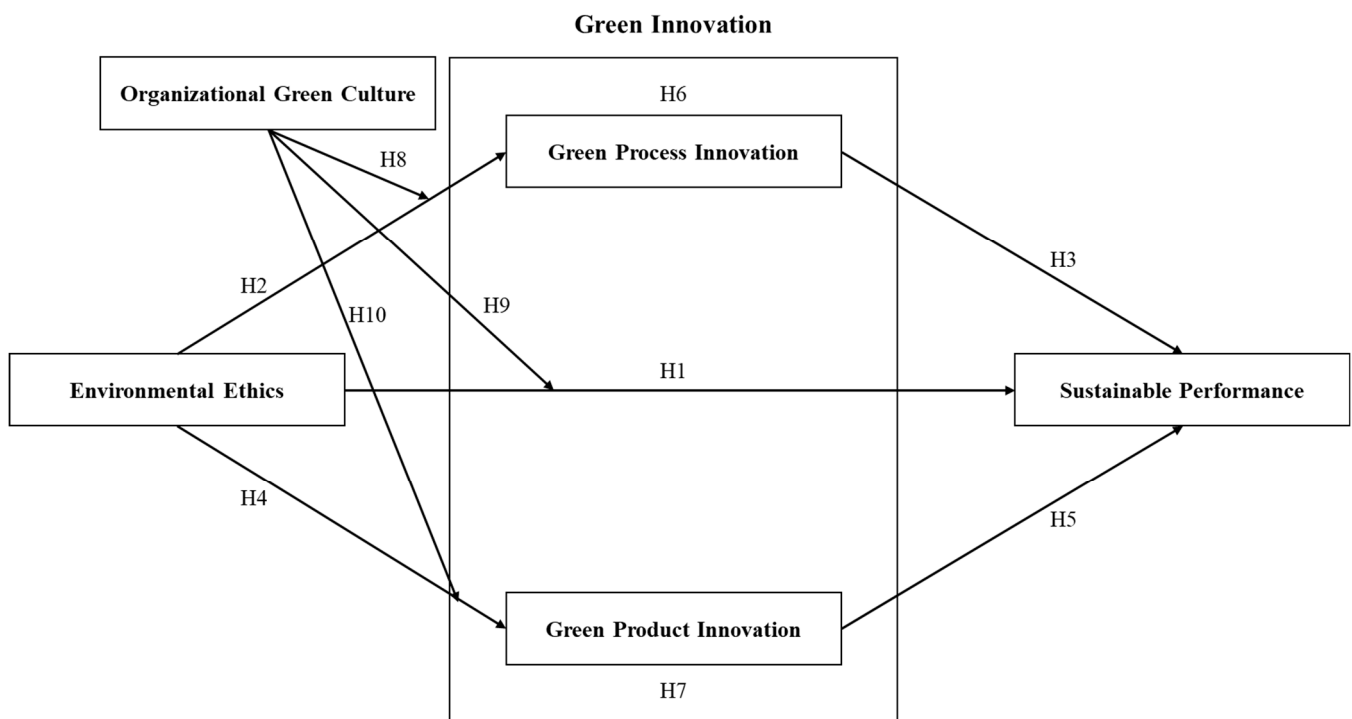 Green Innovation
Organizational Green Culture
H6
Green Process Innovation
H8
H2
H3
H9
H10
H1
Environmental Ethics
Sustainable Performance
H4
H5
Green Product Innovation
H7